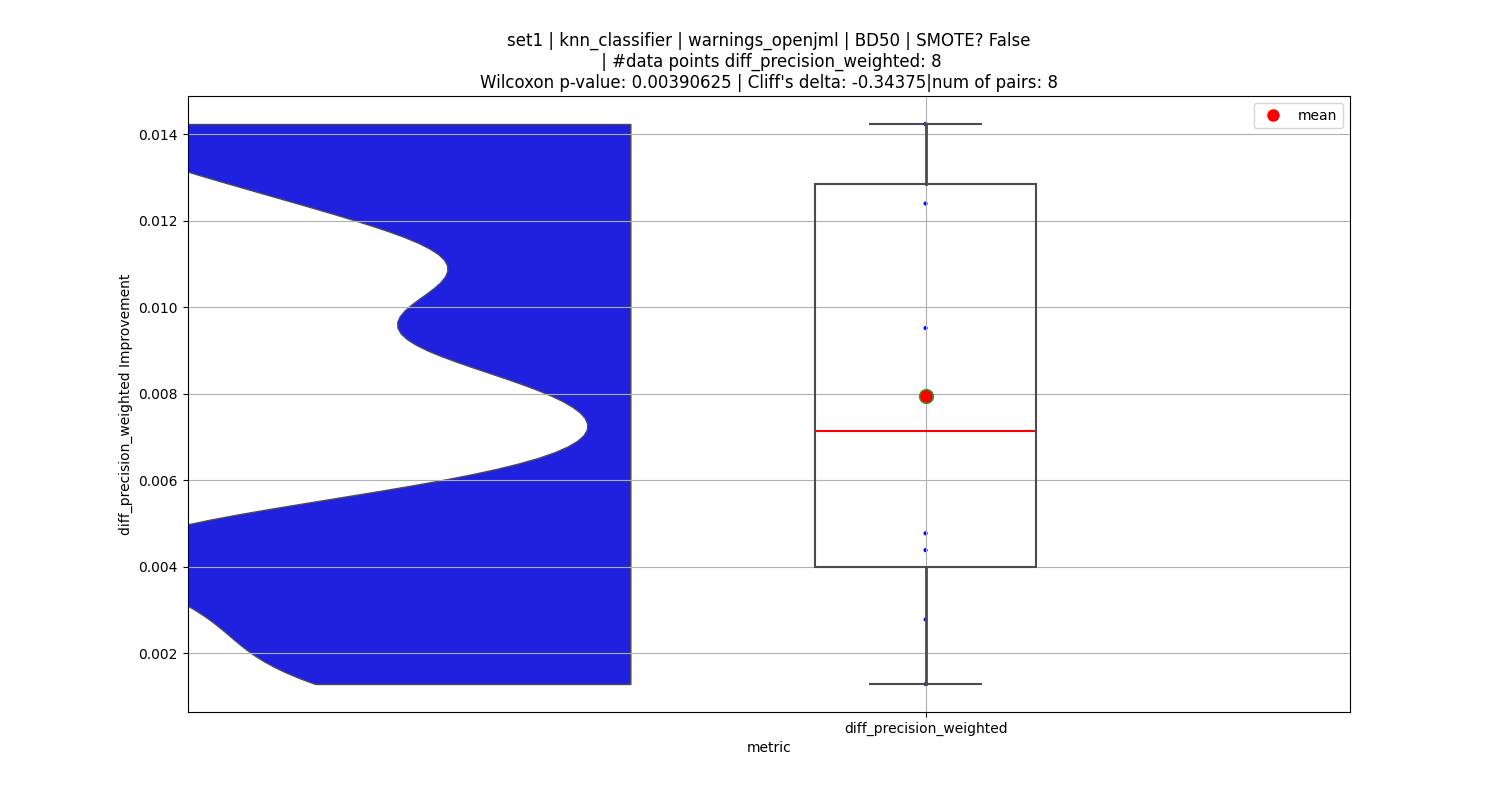 set1 | knn_classifier | warnings_openjml | BD50 | SMOTE? False
| #data points diff_precision_weighted: 8
Wilcoxon p-value: 0.00390625 | Cliff's delta: -0.34375|num of pairs: 8
mean
0.014
0.012
0.010
0.008
0.006
0.004
0.002
diff_precision_weighted Improvement
diff_precision_weighted
metric